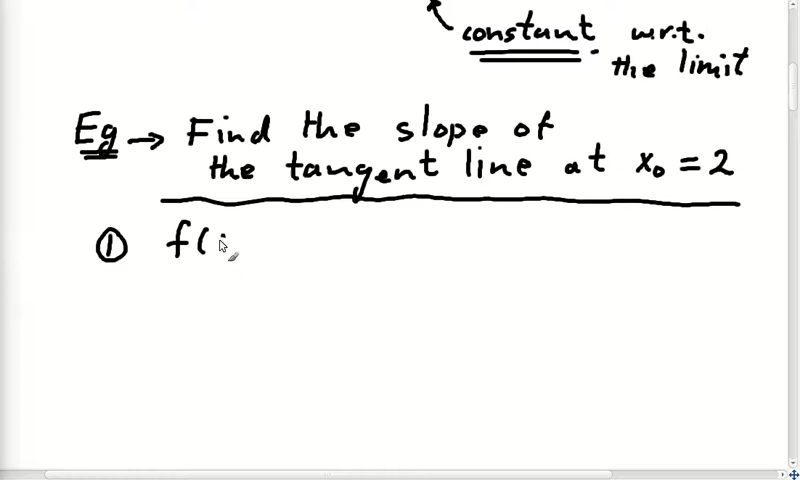 constant w.r.t.
the limit
Eg → Find the slope of
the tangent line at x₀ = 2
① f(